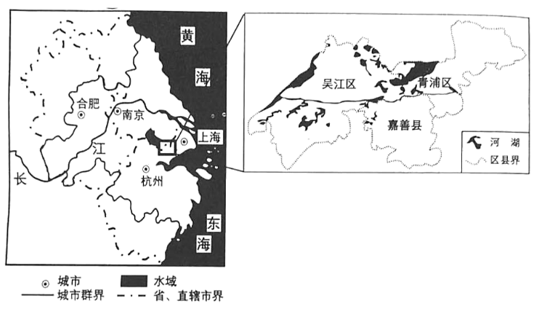 黄
海
合肥
南京
上海
江
长
杭州
东
海
城市
水域
城市群界
省、直辖市界
吴江区
青浦区
嘉善县
河 湖
区县界